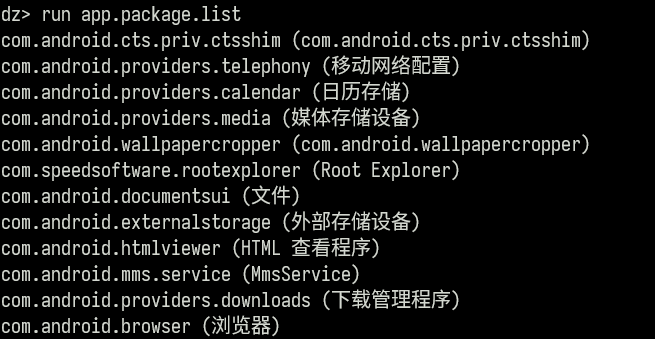 dz> run app.package.list
com.android.cts.priv.ctsshim (com.android.cts.priv.ctsshim)
com.android.providers.telephony (移动网络配置)
com.android.providers.calendar (日历存储)
com.android.providers.media (媒体存储设备)
com.android.wallpapercropper (com.android.wallpapercropper)
com.speedsoftware.rootexplorer (Root Explorer)
com.android.documentsui (文件)
com.android.externalstorage (外部存储设备)
com.android.htmlviewer (HTML 查看程序)
com.android.mms.service (MmsService)
com.android.providers.downloads (下载管理程序)
com.android.browser (浏览器)